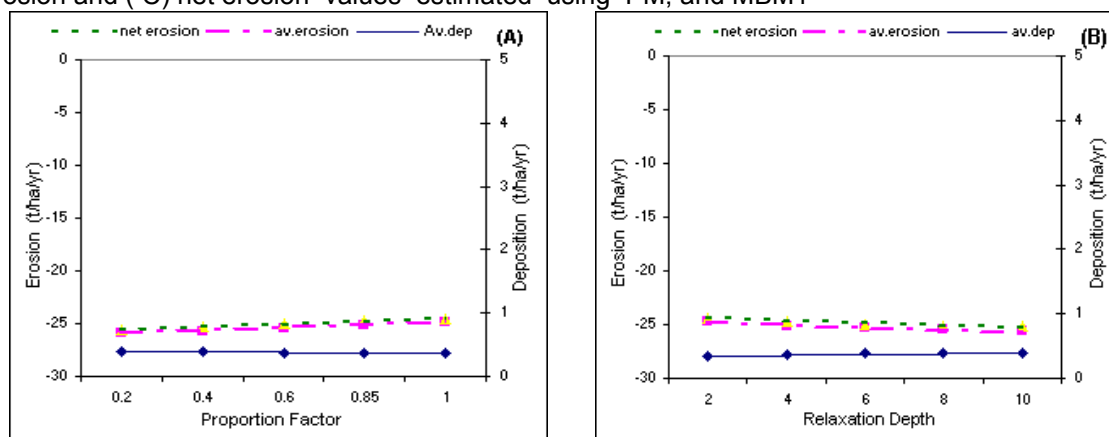 net erosion av.erosion Av.dep (A)
0
-5
-10
-15
-20
-25
-30
Erosion (t/ha/yr)
5
4
3
2
1
0
Deposition (t/ha/yr)
0.2 0.4 0.6 0.85 1
Proportion Factor
net erosion av.erosion av.dep (B)
0
-5
-10
-15
-20
-25
-30
Erosion (t/ha/yr)
5
4
3
2
1
0
Deposition (t/ha/yr)
2 4 6 8 10
Relaxation Depth